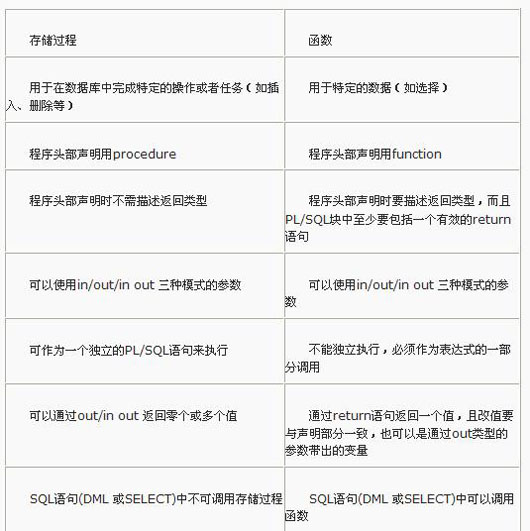 存储过程
函数
用于在数据库中完成特定的操作或者任务（如插
入、删除等）
用于特定的数据（如选择）
程序头部声明用procedure
程序头部声明用function
程序头部声明时不需描述返回类型
程序头部声明时要描述返回类型，而且
PL/SQL块中至少要包括一个有效的return
语句
可以使用in/out/in out 三种模式的参数
可以使用in/out/in out 三种模式的参
数
可作为一个独立的PL/SQL语句来执行
不能独立执行，必须作为表达式的一部
分调用
可以通过out/in out 返回零个或多个值
通过return语句返回一个值，且改值要
与声明部分一致，也可以是通过out类型的
参数带出的变量
SQL语句(DML 或SELECT)中不可调用存储过程
SQL语句(DML 或SELECT)中可以调用
函数